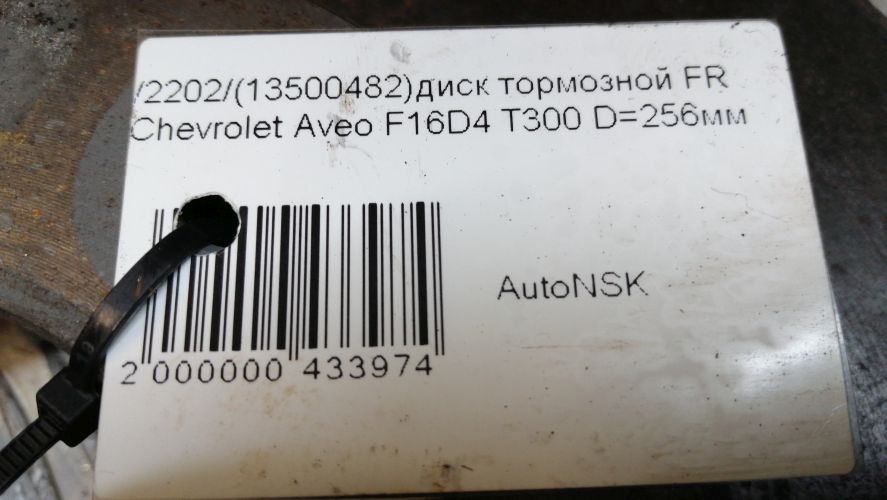 /2202/(13500482)диск тормозной FR
Chevrolet Aveo F16D4 T300 D=256мм
AutoNSK
2 000000 433974